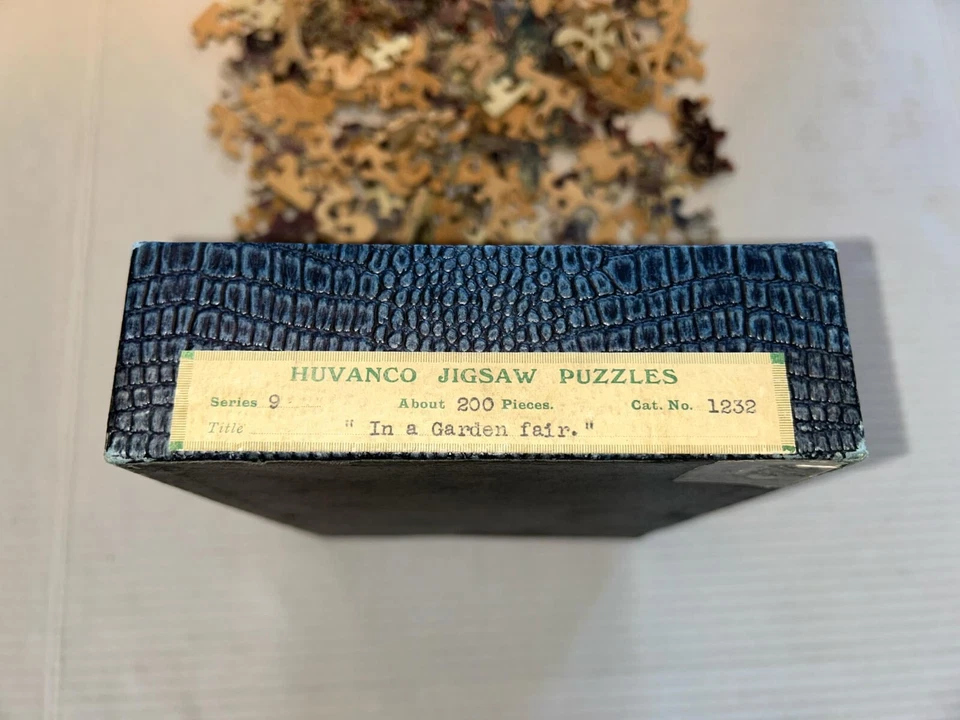 HUVANCO JIGSAW PUZZLES
Series 9 About 200 Pieces. Cat. No. 1232
Title " In a Garden fair."